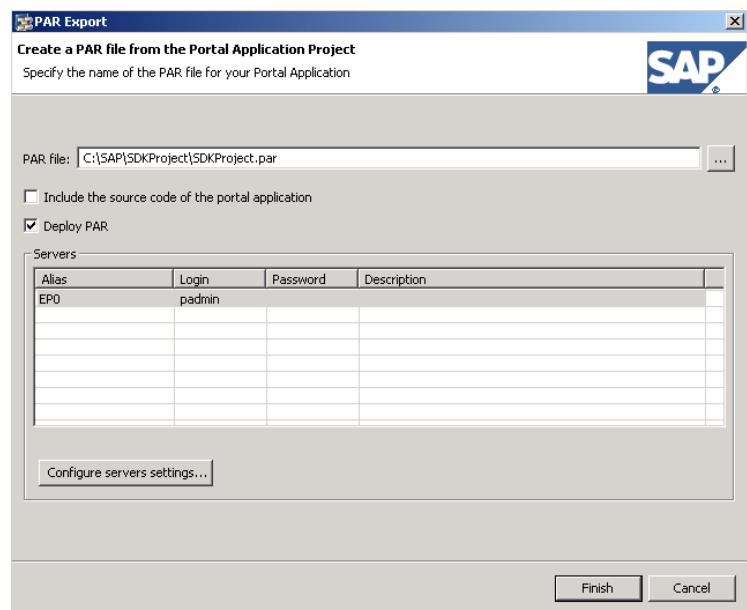 PAR Export
Create a PAR file from the Portal Application Project
Specify the name of the PAR file for your Portal Application
SAP
®
PAR file: C:\SAP\SDKProject\SDKProject.par ...
Include the source code of the portal application
Deploy PAR
Servers
Alias Login Password Description
EP0 padmin
Configure servers settings...
Finish Cancel